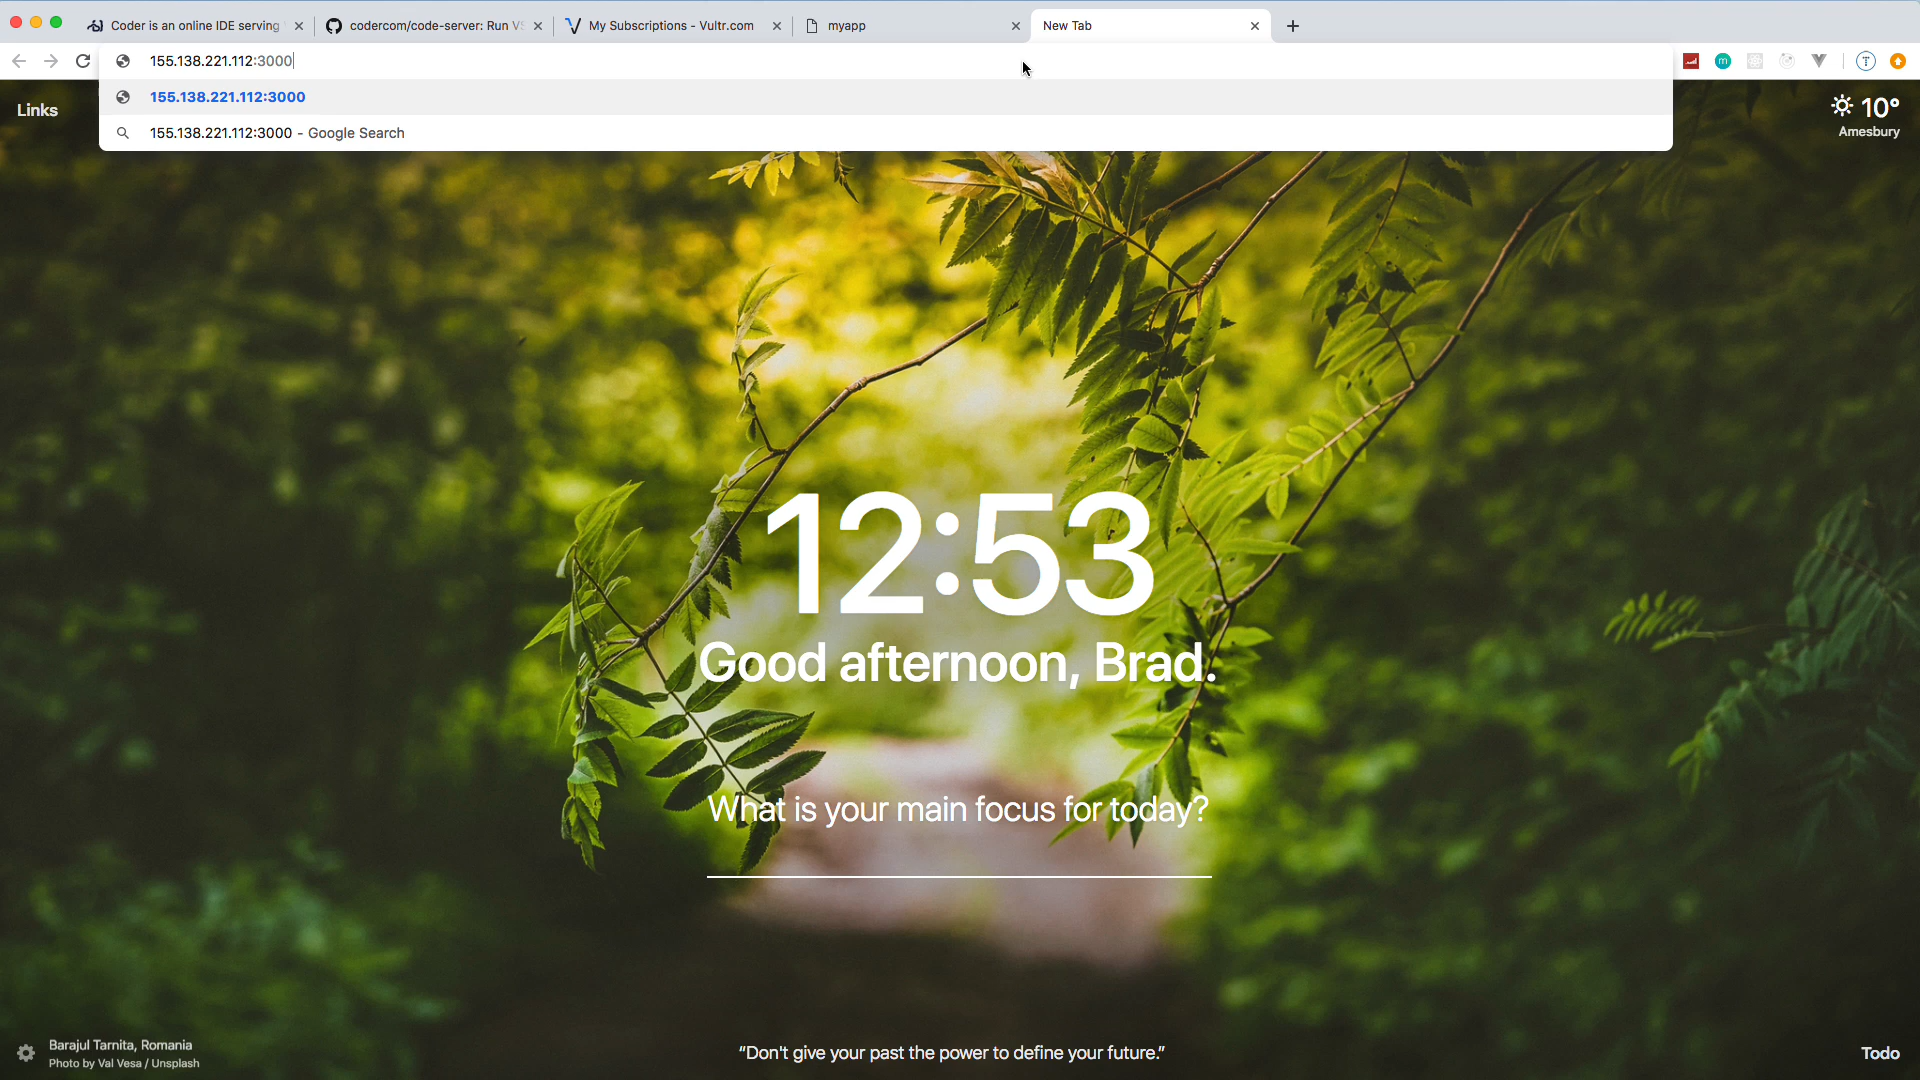 Coder is an online IDE serving
codercom/code-server: Run VS
My Subscriptions - Vultr.com
myapp
New Tab
155.138.221.112:3000
155.138.221.112:3000
155.138.221.112:3000 - Google Search
Links
10°
Amesbury
12:53
Good afternoon, Brad.
What is your main focus for today?
Barajul Tarnita, Romania
Photo by Val Vesa / Unsplash
“Don't give your past the power to define your future.”
Todo